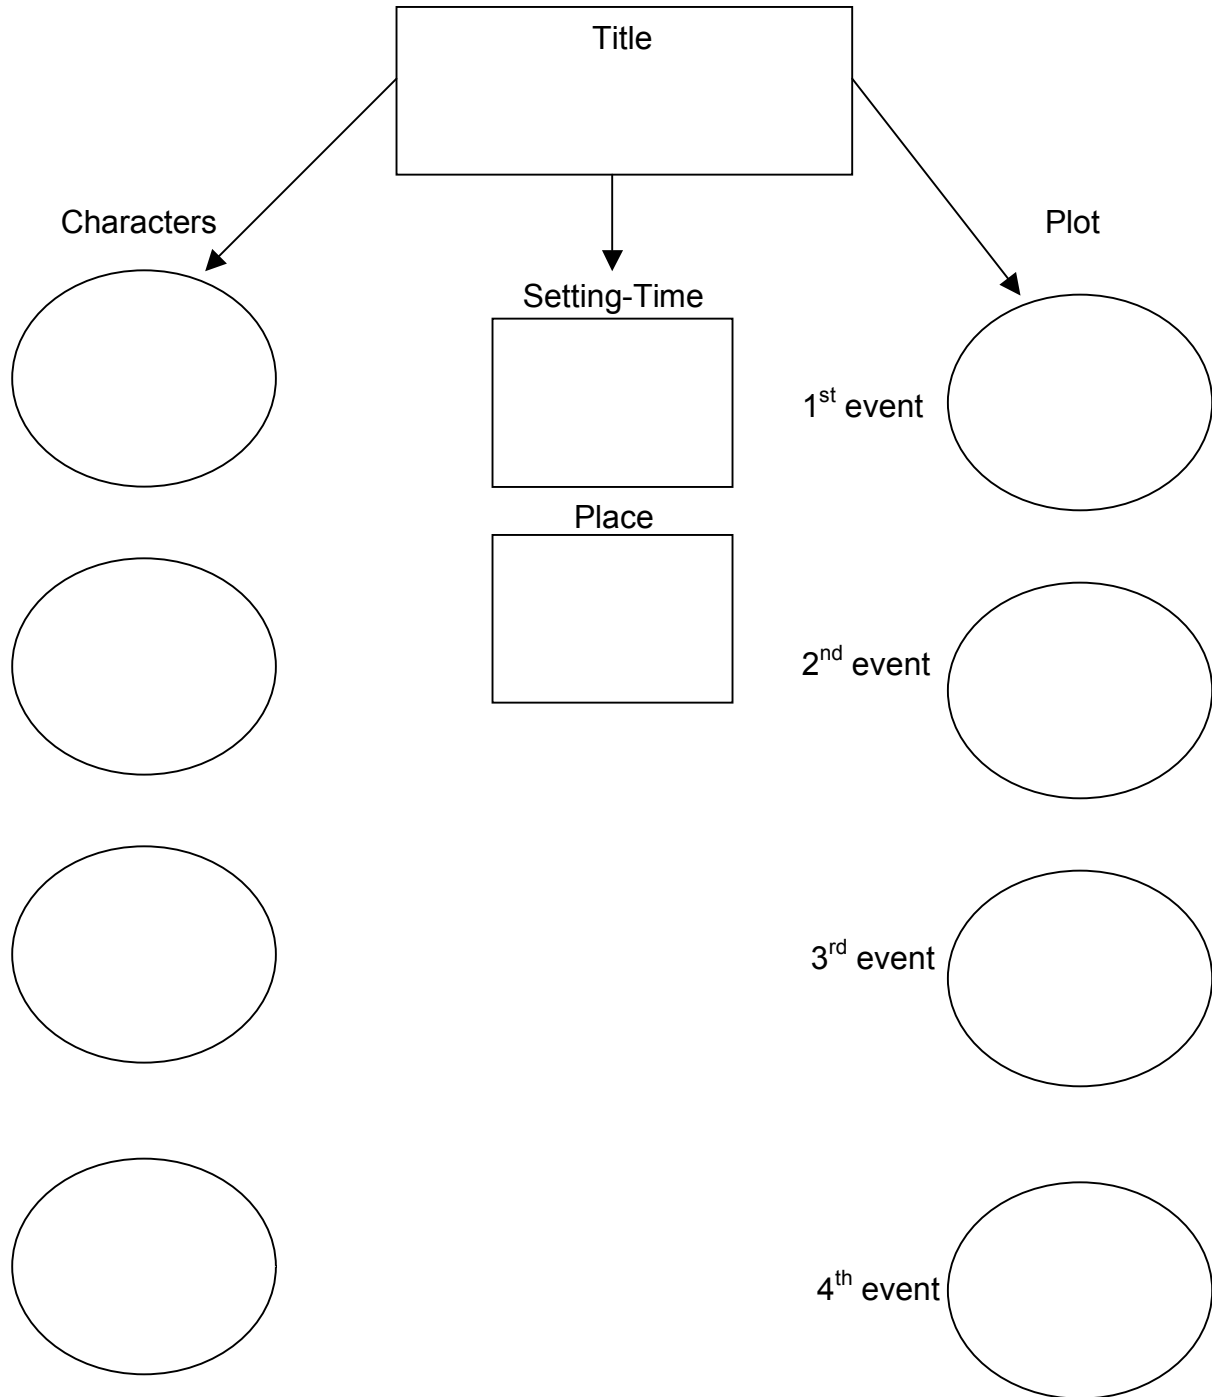 Title
Characters
Plot
Setting-Time
1st event
Place
2nd event
3rd event
4th event